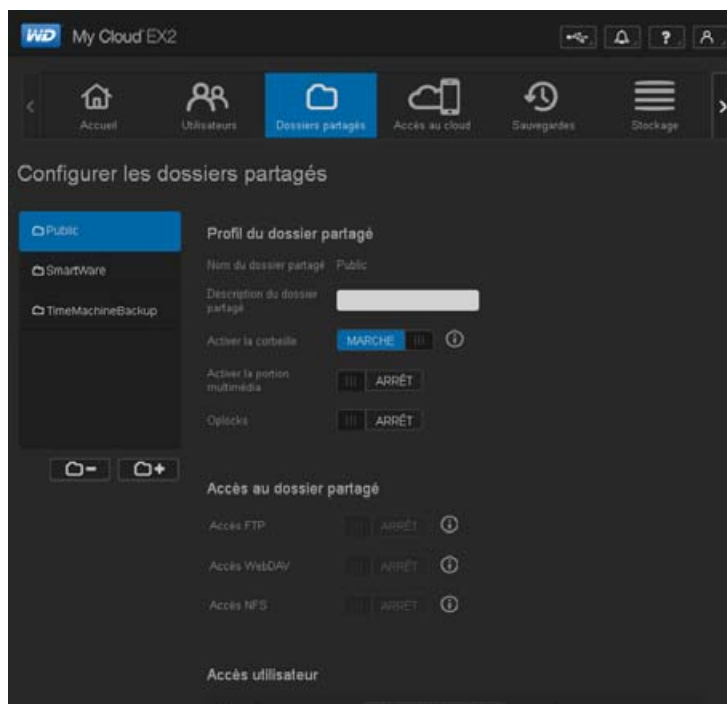 WD My Cloud EX2
?
Accueil
Utilisateurs
Dossiers partagés
Accès au cloud
Sauvegardes
Stockage
Configurer les dossiers partagés
Public
SmartWare
TimeMachineBackup
Profil du dossier partagé
Nom du dossier partagé Public
Description du dossier
partagé
Activer la corbeille MARCHE
Activer la portion
multimédia
ARRÊT
Oplocks ARRÊT
Accès au dossier partagé
Accès FTP ARRÊT
Accès WebDAV ARRÊT
Accès NFS ARRÊT
Accès utilisateur